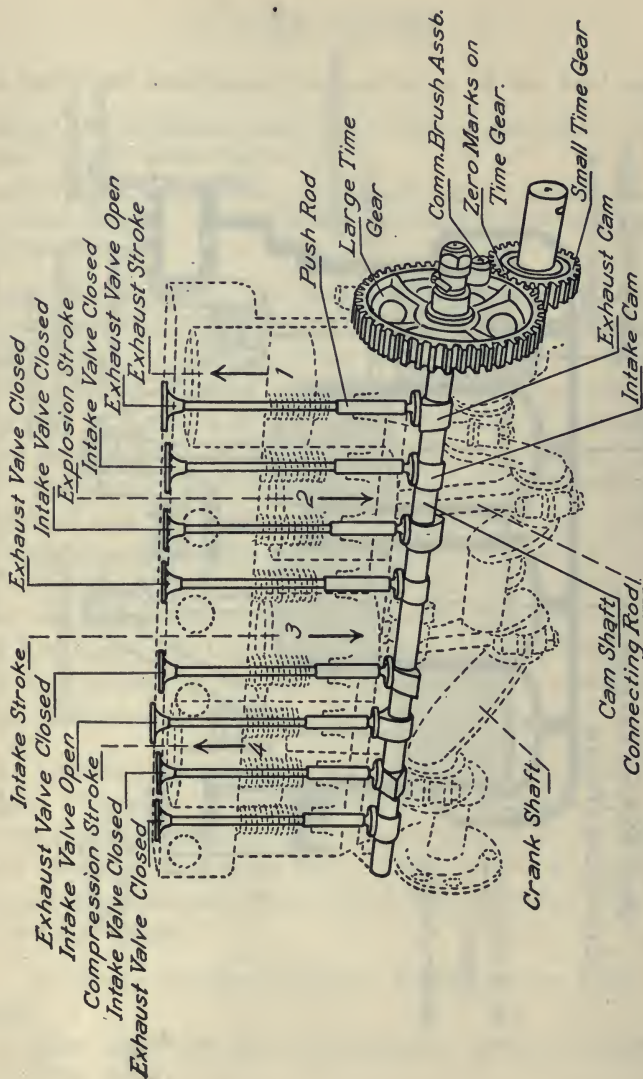 Intake Stroke
Exhaust Valve Closed
Intake Valve Open
Compression Stroke
Intake Valve Closed
Exhaust Valve Closed
Exhaust Valve Closed
Intake Valve Closed
Explosion Stroke
Intake Valve Closed
Exhaust Valve Open
Exhaust Stroke
Push Rod
Large Time
Gear
Comm. Brush Assb.
Zero Marks on
Time Gear.
Small Time Gear
4
3
2
1
Exhaust Cam
Intake Cam
Cam Shaft
Connecting Rod
Crank Shaft